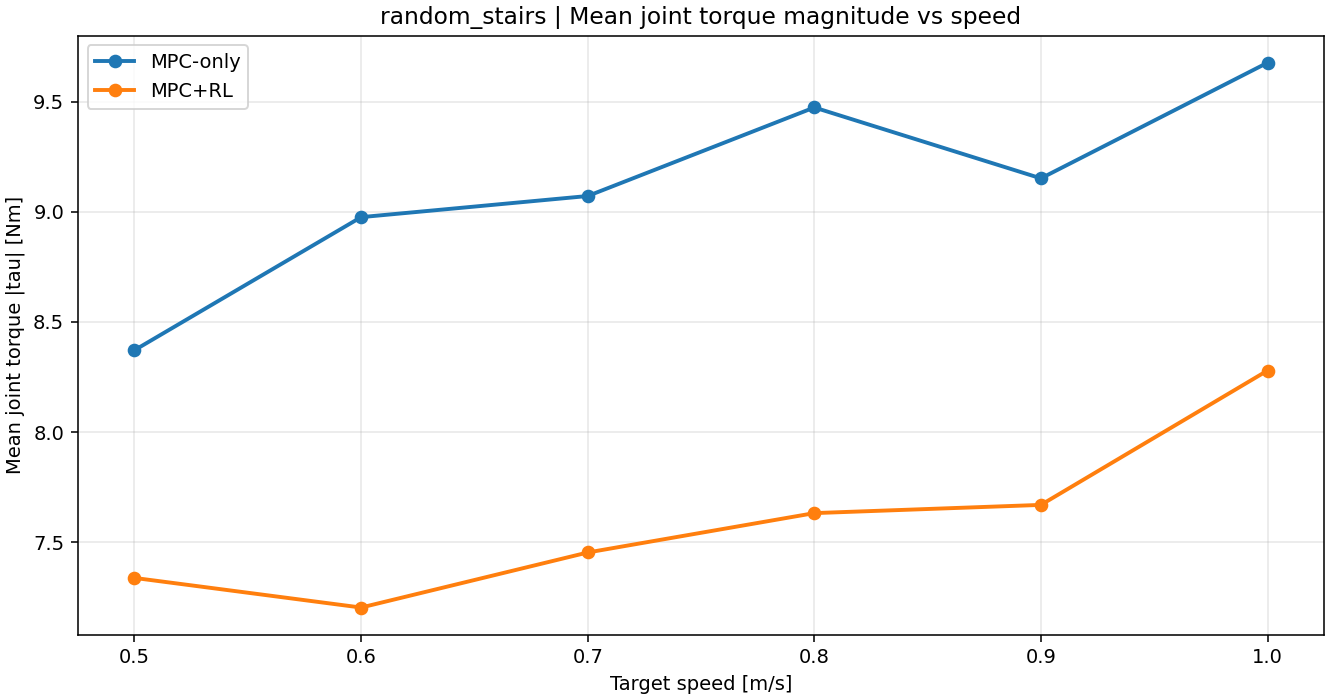 random_stairs | Mean joint torque magnitude vs speed
MPC-only
MPC+RL
Mean joint torque |tau| [Nm]
9.5
9.0
8.5
8.0
7.5
0.5 0.6 0.7 0.8 0.9 1.0
Target speed [m/s]